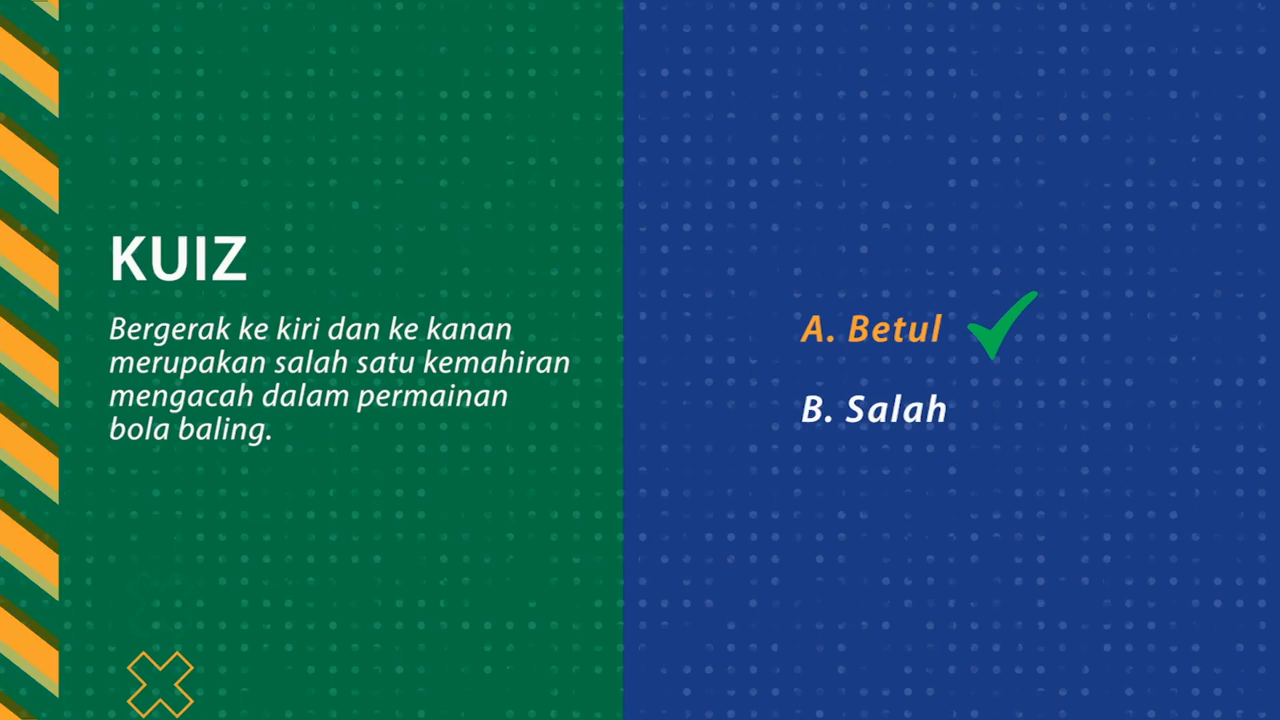 KUIZ
Bergerak ke kiri dan ke kanan
merupakan salah satu kemahiran
mengacah dalam permainan
bola baling.
A. Betul
B. Salah